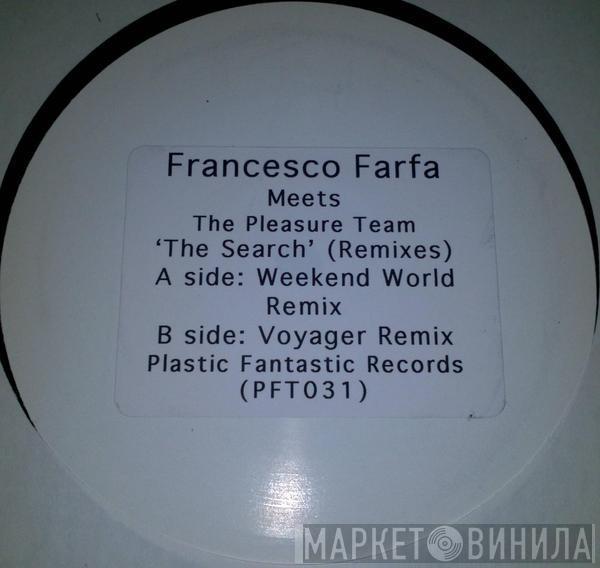 Francesco Farfa
Meets
The Pleasure Team
‘The Search’ (Remixes)
A side: Weekend World
Remix
B side: Voyager Remix
Plastic Fantastic Records
(PFT031)
МАРКЕТ ВИНИЛА